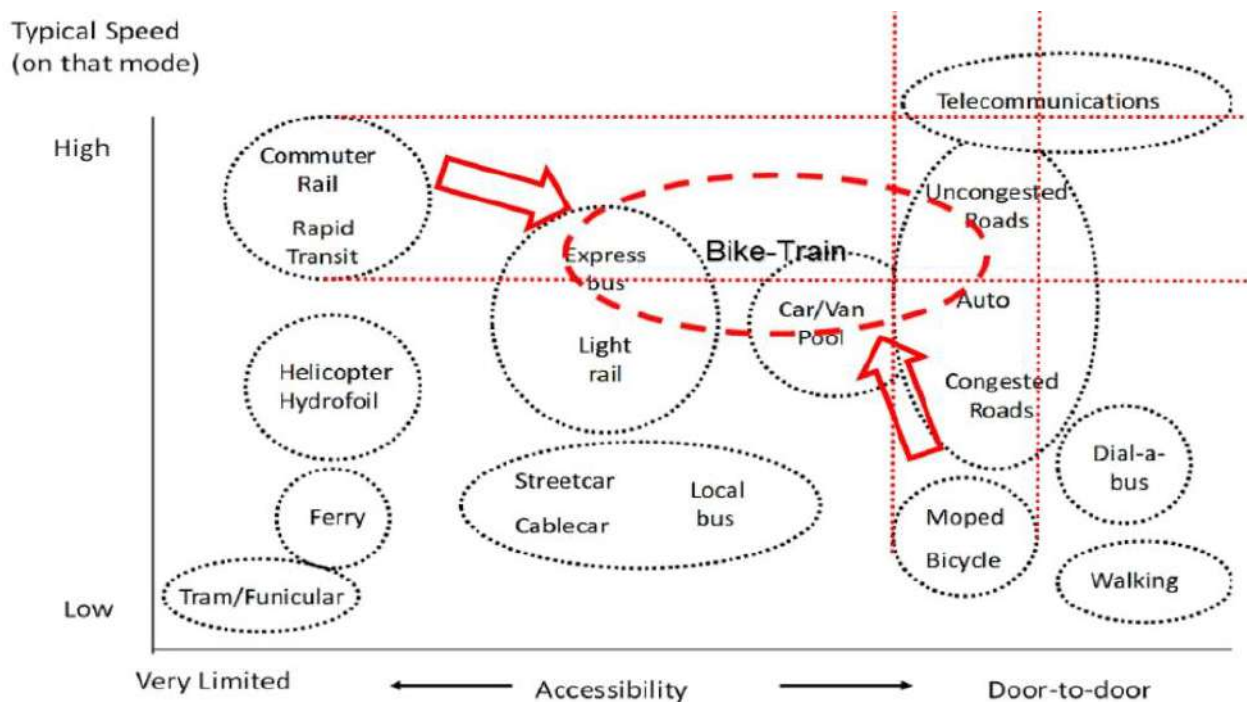 Typical Speed
(on that mode)
Telecommunications
High
Commuter
Rail
Rapid
Transit
Uncongested
Roads
Express
bus
Bike-Train
Car/Van
Pool
Auto
Light
rail
Helicopter
Hydrofoil
Congested
Roads
Dial-a-
bus
Streetcar
Cablecar
Local
bus
Ferry
Moped
Bicycle
Walking
Tram/Funicular
Low
Very Limited
Accessibility
Door-to-door